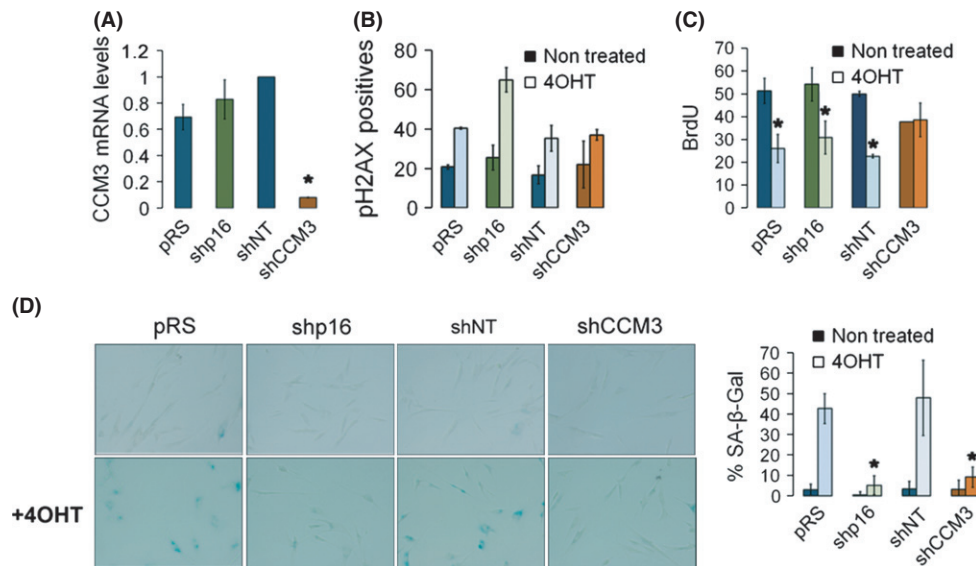 (A)
CCM3 mRNA levels
1.2
1
0.8
0.6
0.4
0.2
0
*
pRS
shp16
shNT
shCCM3
(B)
pH2AX positives
80
60
40
20
0
Non treated
4OHT
pRS
shp16
shNT
shCCM3
(C)
BrdU
70
60
50
40
30
20
10
0
Non treated
4OHT
*
*
*
pRS
shp16
shNT
shCCM3
(D)
pRS shp16 shNT shCCM3
+4OHT
% SA-β-Gal
70
60
50
40
30
20
10
0
Non treated
4OHT
*
*
pRS
shp16
shNT
shCCM3